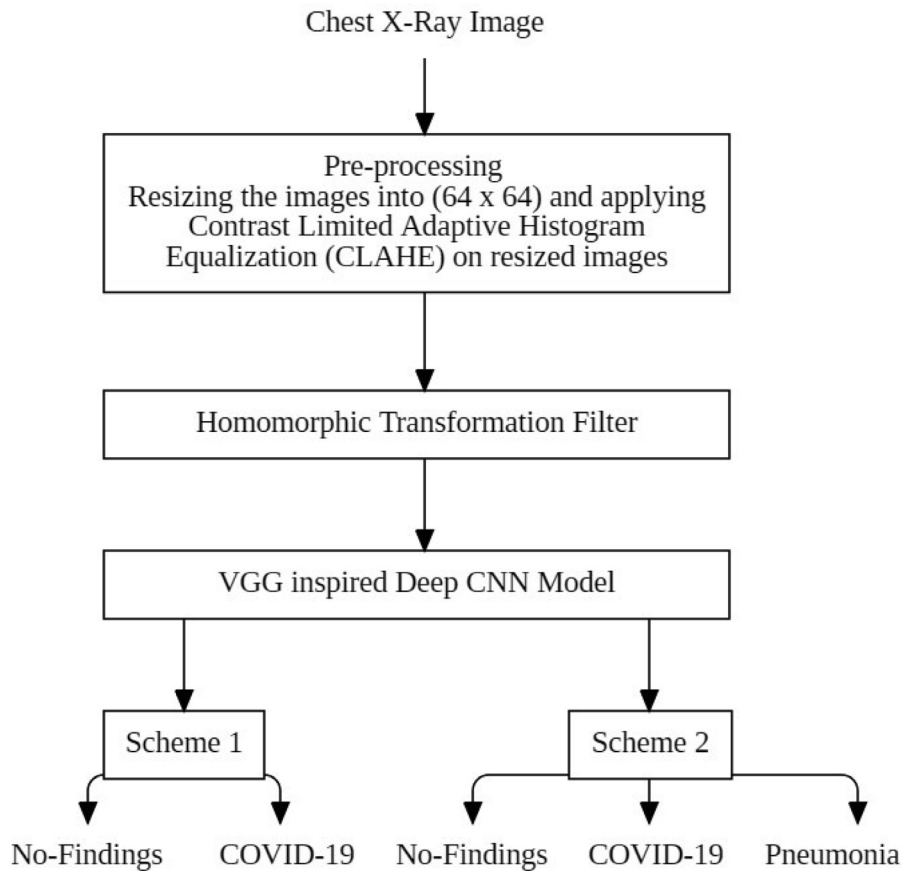 Chest X-Ray Image
Pre-processing
Resizing the images into (64 x 64) and applying
Contrast Limited Adaptive Histogram
Equalization (CLAHE) on resized images
Homomorphic Transformation Filter
VGG inspired Deep CNN Model
Scheme 1
Scheme 2
No-Findings
COVID-19
No-Findings
COVID-19
Pneumonia